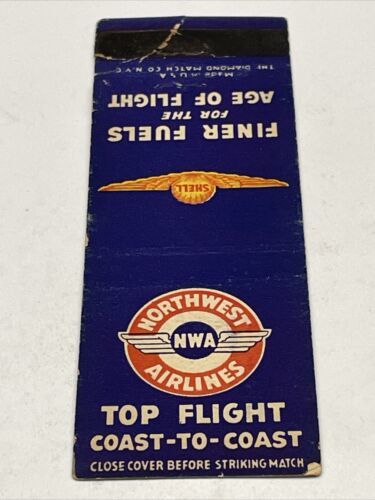 MADE IN U.S.A.
THE DIAMOND MATCH CO. N.Y.C.
FINER FUELS
FOR THE
AGE OF FLIGHT
SHELL
NORTHWEST
NWA
AIRLINES
TOP FLIGHT
COAST-TO-COAST
CLOSE COVER BEFORE STRIKING MATCH